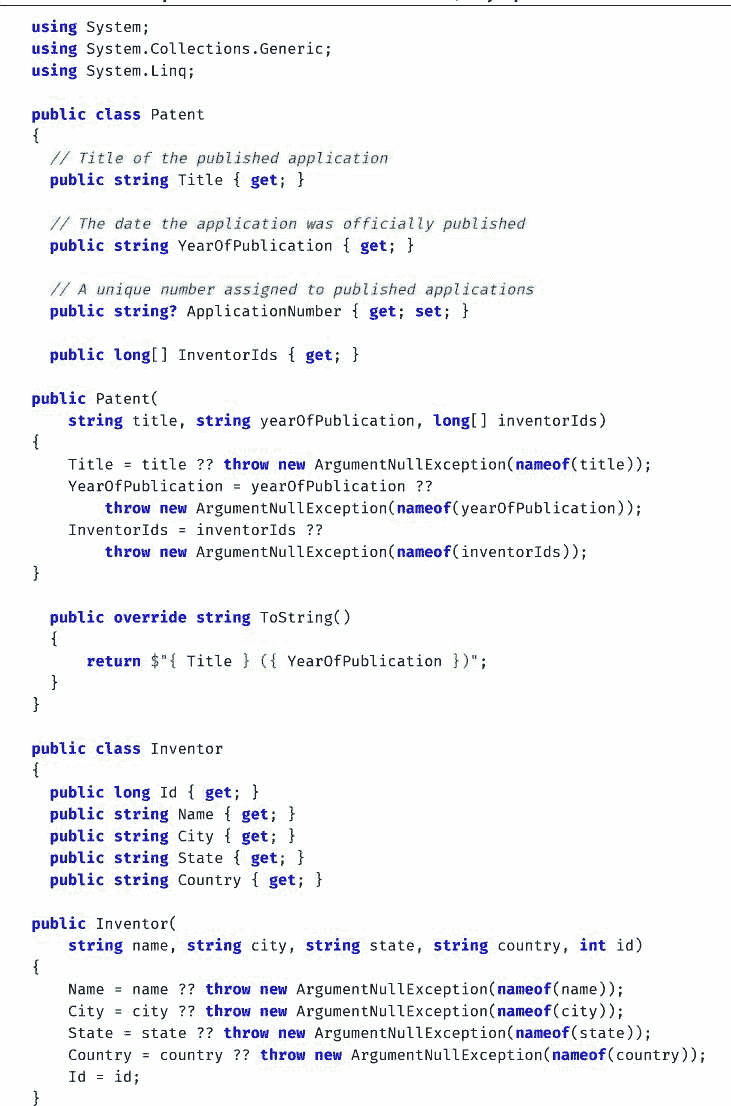 using System;
using System.Collections.Generic;
using System.Linq;

public class Patent
{
  // Title of the published application
  public string Title { get; }

  // The date the application was officially published
  public string YearOfPublication { get; }

  // A unique number assigned to published applications
  public string? ApplicationNumber { get; set; }

  public long[] InventorIds { get; }

public Patent(
    string title, string yearOfPublication, long[] inventorIds)
{
    Title = title ?? throw new ArgumentNullException(nameof(title));
    YearOfPublication = yearOfPublication ??
        throw new ArgumentNullException(nameof(yearOfPublication));
    InventorIds = inventorIds ??
        throw new ArgumentNullException(nameof(inventorIds));
}

  public override string ToString()
  {
      return $"{ Title } ({ YearOfPublication })";
  }
}

public class Inventor
{
  public long Id { get; }
  public string Name { get; }
  public string City { get; }
  public string State { get; }
  public string Country { get; }

public Inventor(
    string name, string city, string state, string country, int id)
{
    Name = name ?? throw new ArgumentNullException(nameof(name));
    City = city ?? throw new ArgumentNullException(nameof(city));
    State = state ?? throw new ArgumentNullException(nameof(state));
    Country = country ?? throw new ArgumentNullException(nameof(country));
    Id = id;
}